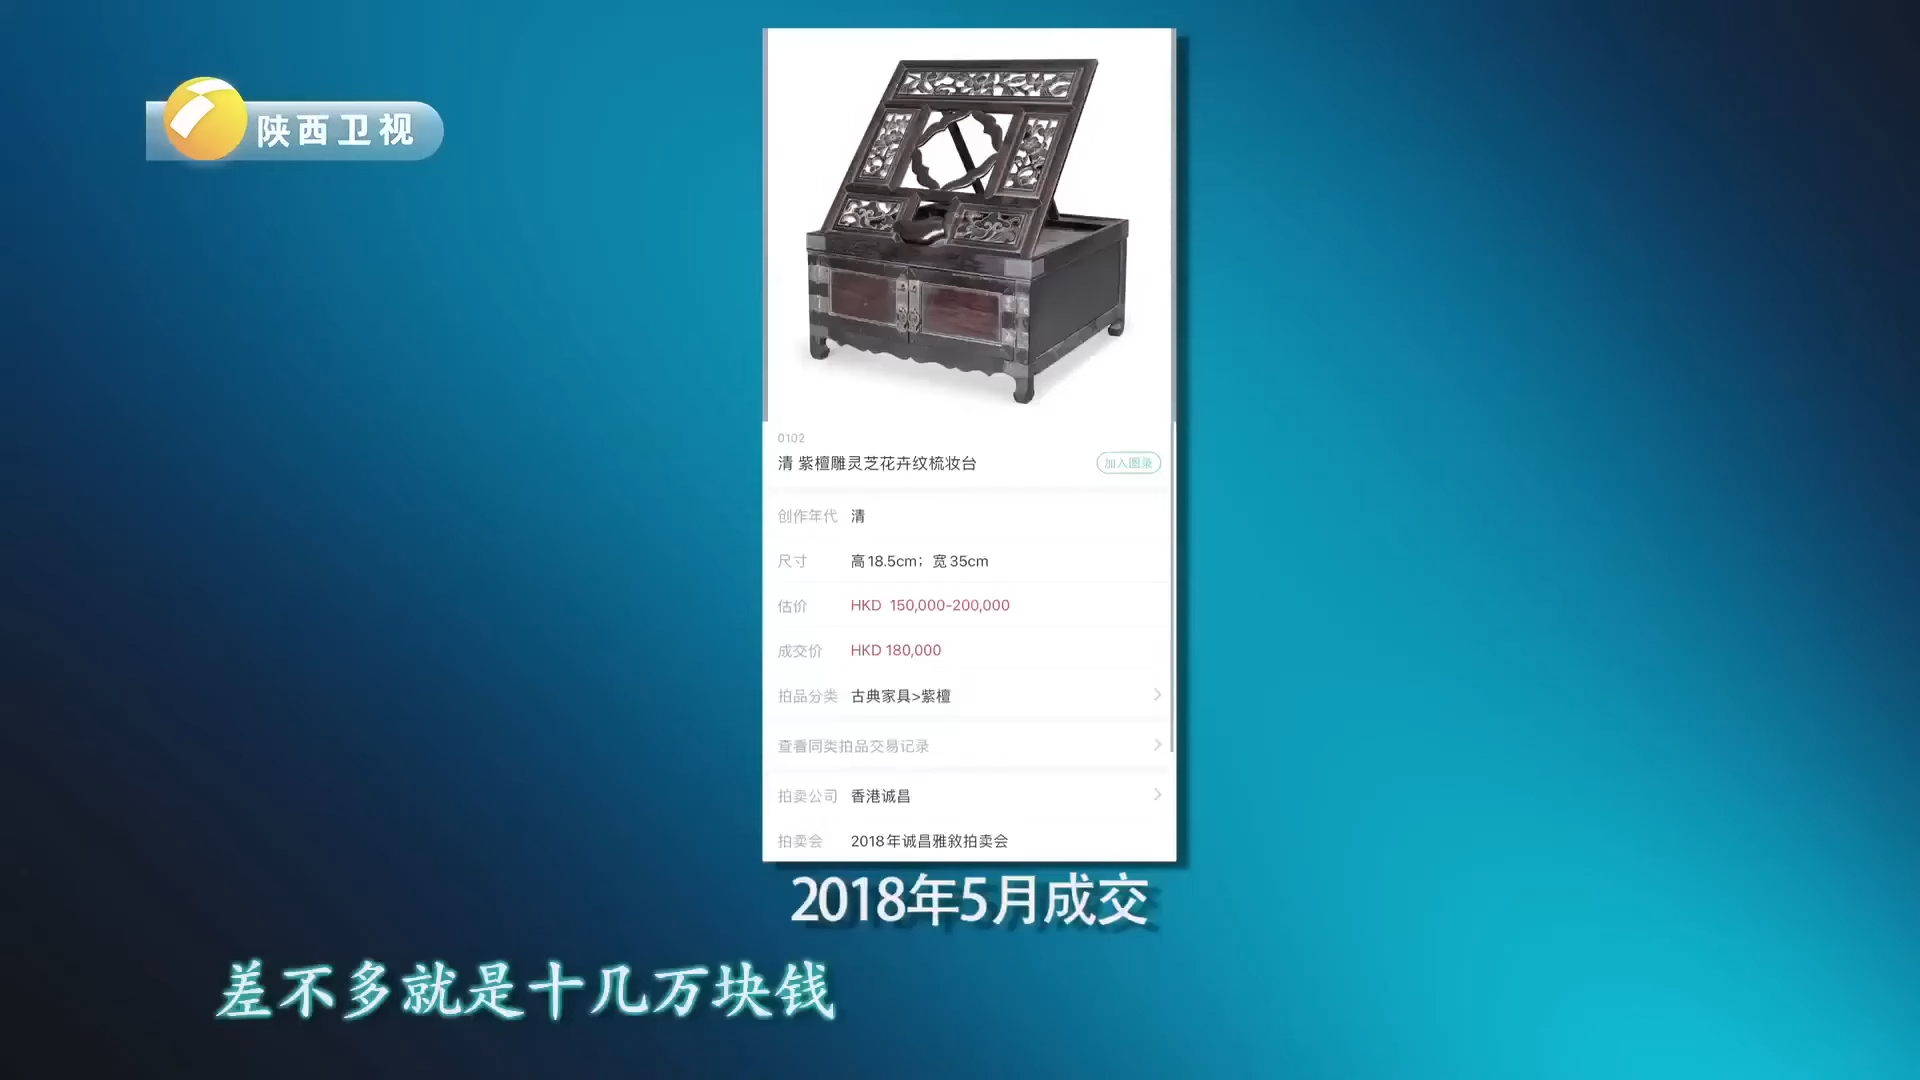 陕西卫视
0102
清 紫檀雕灵芝花卉纹梳妆台
加入图录
创作年代 清
尺寸 高18.5cm；宽35cm
估价 HKD 150,000-200,000
成交价 HKD 180,000
拍品分类 古典家具>紫檀
查看同类拍品交易记录
拍卖公司 香港诚昌
拍卖会 2018年诚昌雅敘拍卖会
2018年5月成交
差不多就是十几万块钱